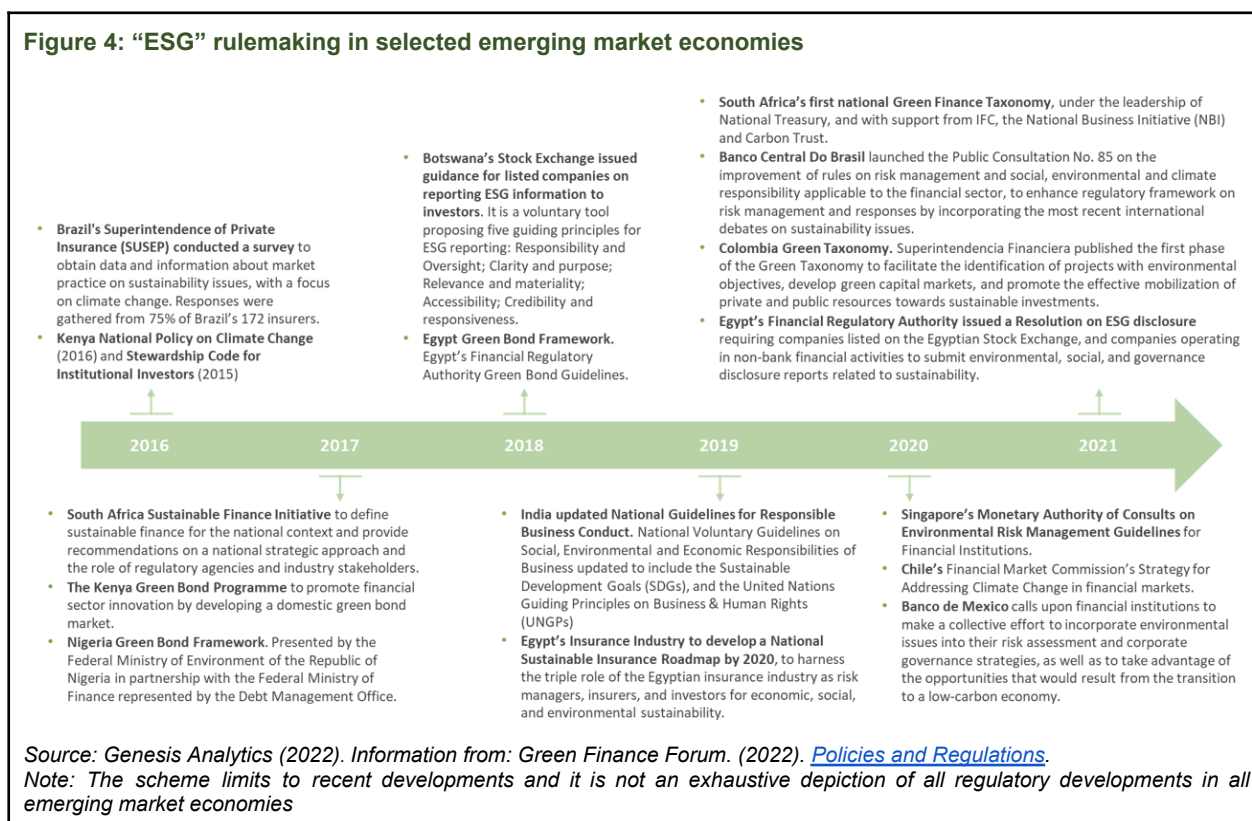 Figure 4: “ESG” rulemaking in selected emerging market economies
• Brazil's Superintendence of Private
Insurance (SUSEP) conducted a survey to
obtain data and information about market
practice on sustainability issues, with a focus
on climate change. Responses were
gathered from 75% of Brazil’s 172 insurers.
• Kenya National Policy on Climate Change
(2016) and Stewardship Code for
Institutional Investors (2015)
• Botswana’s Stock Exchange issued
guidance for listed companies on
reporting ESG information to
investors. It is a voluntary tool
proposing five guiding principles for
ESG reporting: Responsibility and
Oversight; Clarity and purpose;
Relevance and materiality;
Accessibility; Credibility and
responsiveness.
• Egypt Green Bond Framework.
Egypt’s Financial Regulatory
Authority Green Bond Guidelines.
• South Africa’s first national Green Finance Taxonomy, under the leadership of
National Treasury, and with support from IFC, the National Business Initiative (NBI)
and Carbon Trust.
• Banco Central Do Brasil launched the Public Consultation No. 85 on the
improvement of rules on risk management and social, environmental and climate
responsibility applicable to the financial sector, to enhance regulatory framework on
risk management and responses by incorporating the most recent international
debates on sustainability issues.
• Colombia Green Taxonomy. Superintendencia Financiera published the first phase
of the Green Taxonomy to facilitate the identification of projects with environmental
objectives, develop green capital markets, and promote the effective mobilization of
private and public resources towards sustainable investments.
• Egypt’s Financial Regulatory Authority issued a Resolution on ESG disclosure
requiring companies listed on the Egyptian Stock Exchange, and companies operating
in non-bank financial activities to submit environmental, social, and governance
disclosure reports related to sustainability.
2016 2017 2018 2019 2020 2021
• South Africa Sustainable Finance Initiative to define
sustainable finance for the national context and provide
recommendations on a national strategic approach and
the role of regulatory agencies and industry stakeholders.
• The Kenya Green Bond Programme to promote financial
sector innovation by developing a domestic green bond
market.
• Nigeria Green Bond Framework. Presented by the
Federal Ministry of Environment of the Republic of
Nigeria in partnership with the Federal Ministry of
Finance represented by the Debt Management Office.
• India updated National Guidelines for Responsible
Business Conduct. National Voluntary Guidelines on
Social, Environmental and Economic Responsibilities of
Business updated to include the Sustainable
Development Goals (SDGs), and the United Nations
Guiding Principles on Business & Human Rights
(UNGPs)
• Egypt’s Insurance Industry to develop a National
Sustainable Insurance Roadmap by 2020, to harness
the triple role of the Egyptian insurance industry as risk
managers, insurers, and investors for economic, social,
and environmental sustainability.
• Singapore’s Monetary Authority of Consults on
Environmental Risk Management Guidelines for
Financial Institutions.
• Chile’s Financial Market Commission’s Strategy for
Addressing Climate Change in financial markets.
• Banco de Mexico calls upon financial institutions to
make a collective effort to incorporate environmental
issues into their risk assessment and corporate
governance strategies, as well as to take advantage of
the opportunities that would result from the transition
to a low-carbon economy.
Source: Genesis Analytics (2022). Information from: Green Finance Forum. (2022). Policies and Regulations.
Note: The scheme limits to recent developments and it is not an exhaustive depiction of all regulatory developments in all
emerging market economies